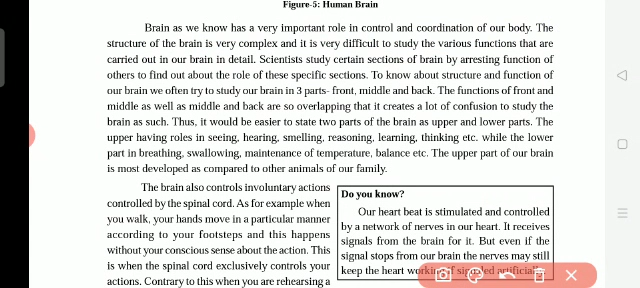 Figure-5: Human Brain
Brain as we know has a very important role in control and coordination of our body. The
structure of the brain is very complex and it is very difficult to study the various functions that are
carried out in our brain in detail. Scientists study certain sections of brain by arresting function of
others to find out about the role of these specific sections. To know about structure and function of
our brain we often try to study our brain in 3 parts- front, middle and back. The functions of front and
middle as well as middle and back are so overlapping that it creates a lot of confusion to study the
brain as such. Thus, it would be easier to state two parts of the brain as upper and lower parts. The
upper having roles in seeing, hearing, smelling, reasoning, learning, thinking etc. while the lower
part in breathing, swallowing, maintenance of temperature, balance etc. The upper part of our brain
is most developed as compared to other animals of our family.
The brain also controls involuntary actions
controlled by the spinal cord. As for example when
you walk, your hands move in a particular manner
according to your footsteps and this happens
without your conscious sense about the action. This
is when the spinal cord exclusively controls your
actions. Contrary to this when you are rehearsing a
Do you know?
Our heart beat is stimulated and controlled
by a network of nerves in our heart. It receives
signals from the brain for it. But even if the
signal stops from our brain the nerves may still
keep the heart working if signaled artificially.